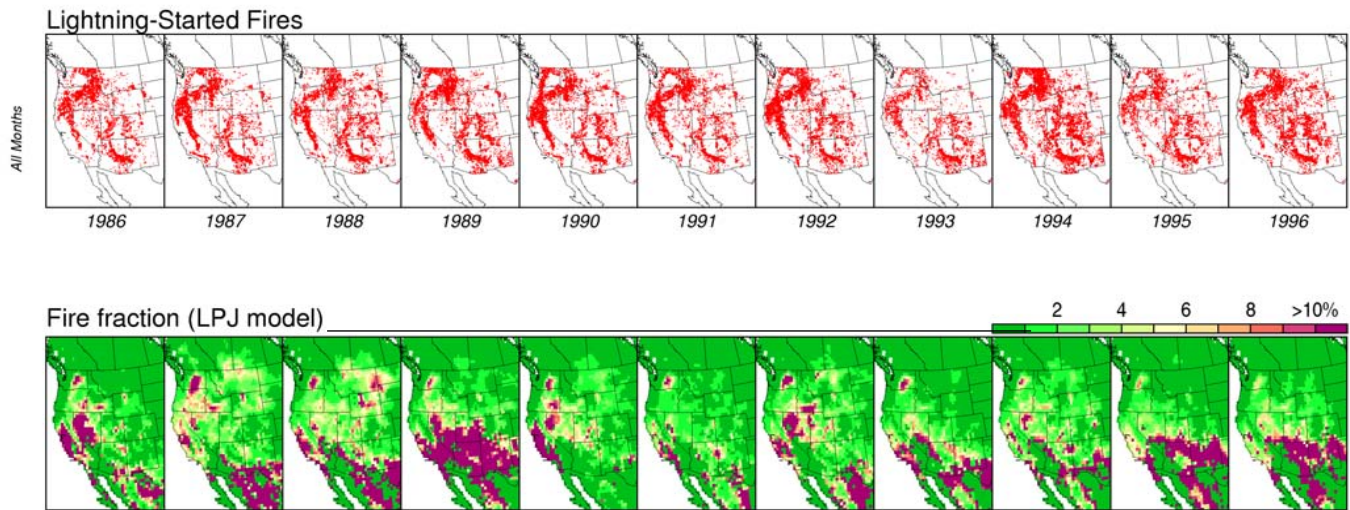 Lightning-Started Fires
All Months
1986 1987 1988 1989 1990 1991 1992 1993 1994 1995 1996
Fire fraction (LPJ model)
2 4 6 8 >10%